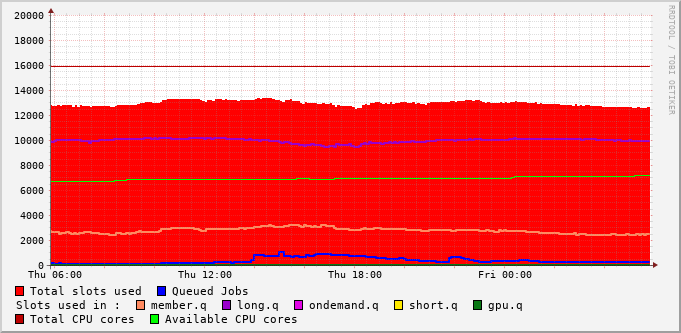 20000
18000
16000
14000
12000
10000
8000
6000
4000
2000
0
Thu 06:00 Thu 12:00 Thu 18:00 Fri 00:00
Total slots used Queued Jobs
Slots used in : member.q long.q ondemand.q short.q gpu.q
Total CPU cores Available CPU cores
RRDTOOL / TOBI OETIKER